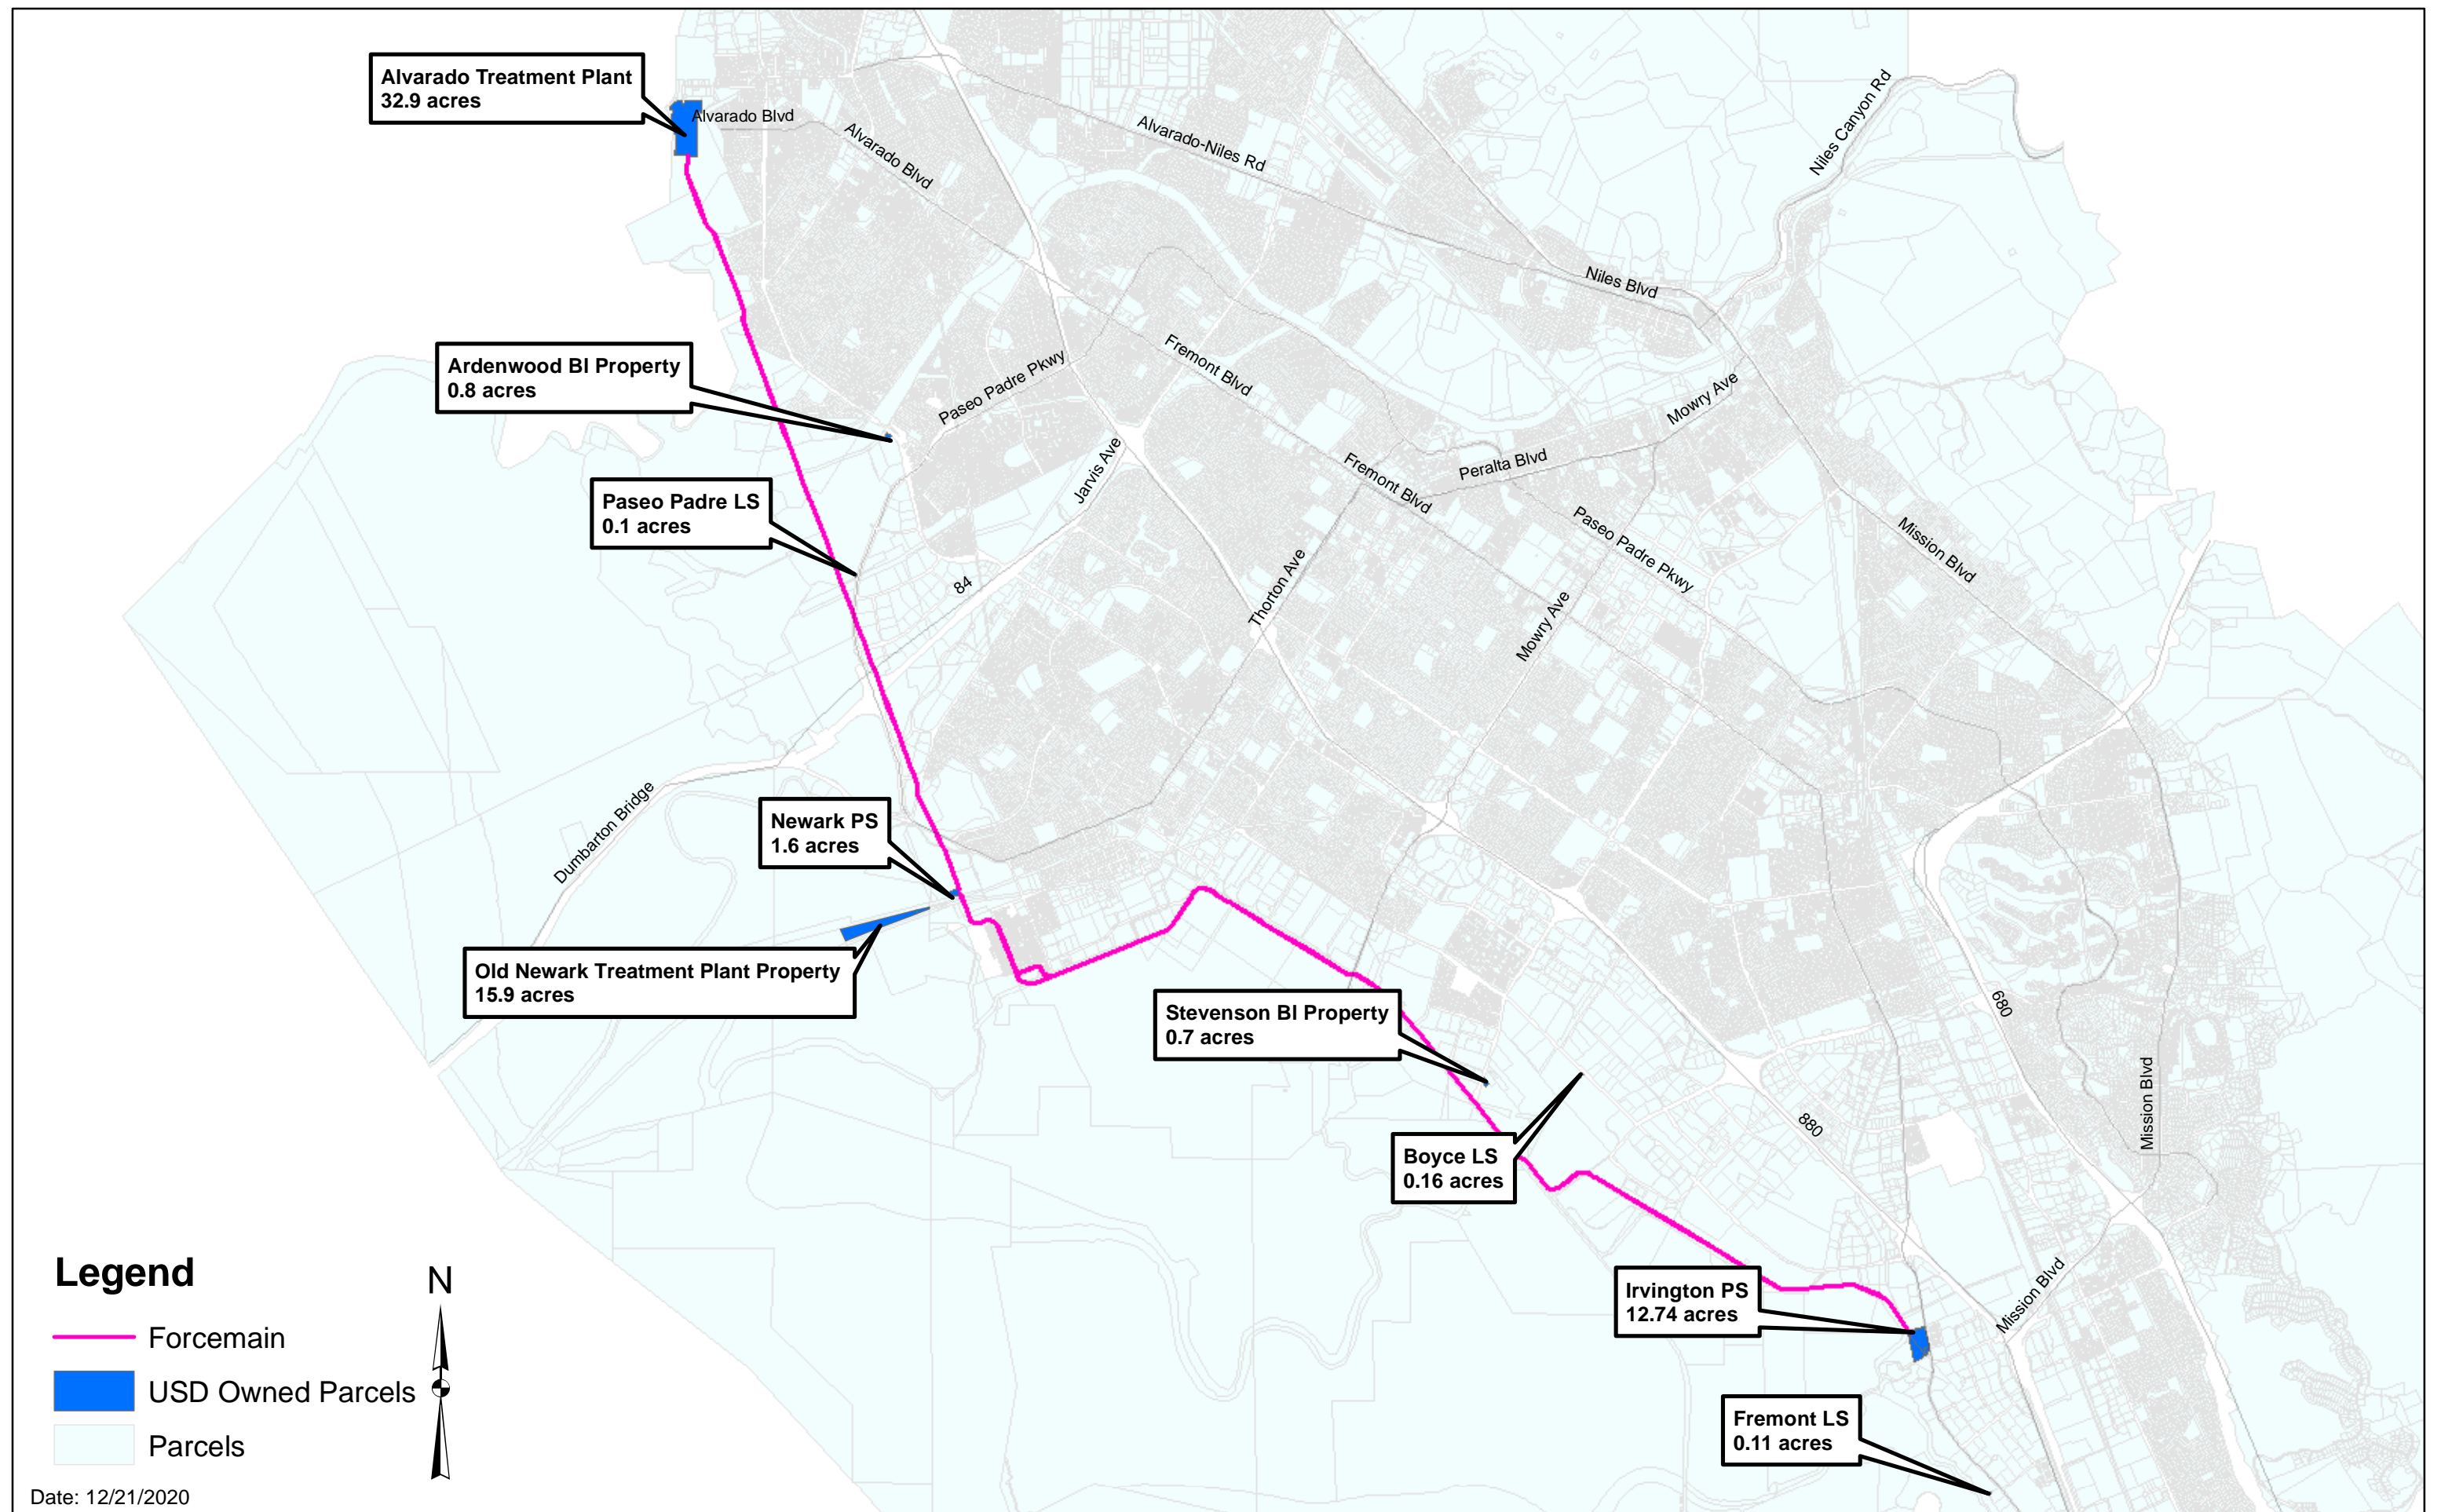 Alvarado Treatment Plant
32.9 acres
Alvarado Blvd
Alvarado Blvd
Alvarado-Niles Rd
Niles Canyon Rd
Niles Blvd
Ardenwood BI Property
0.8 acres
Paseo Padre Pkwy
Fremont Blvd
Mowry Ave
Jarvis Ave
Fremont Blvd
Peralta Blvd
Paseo Padre LS
0.1 acres
Paseo Padre Pkwy
Mission Blvd
84
Thorton Ave
Mowry Ave
Dumbarton Bridge
Newark PS
1.6 acres
Old Newark Treatment Plant Property
15.9 acres
Stevenson BI Property
0.7 acres
680
Mission Blvd
880
Boyce LS
0.16 acres
Irvington PS
12.74 acres
Mission Blvd
Fremont LS
0.11 acres
Legend
N
Forcemain
USD Owned Parcels
Parcels
Date: 12/21/2020